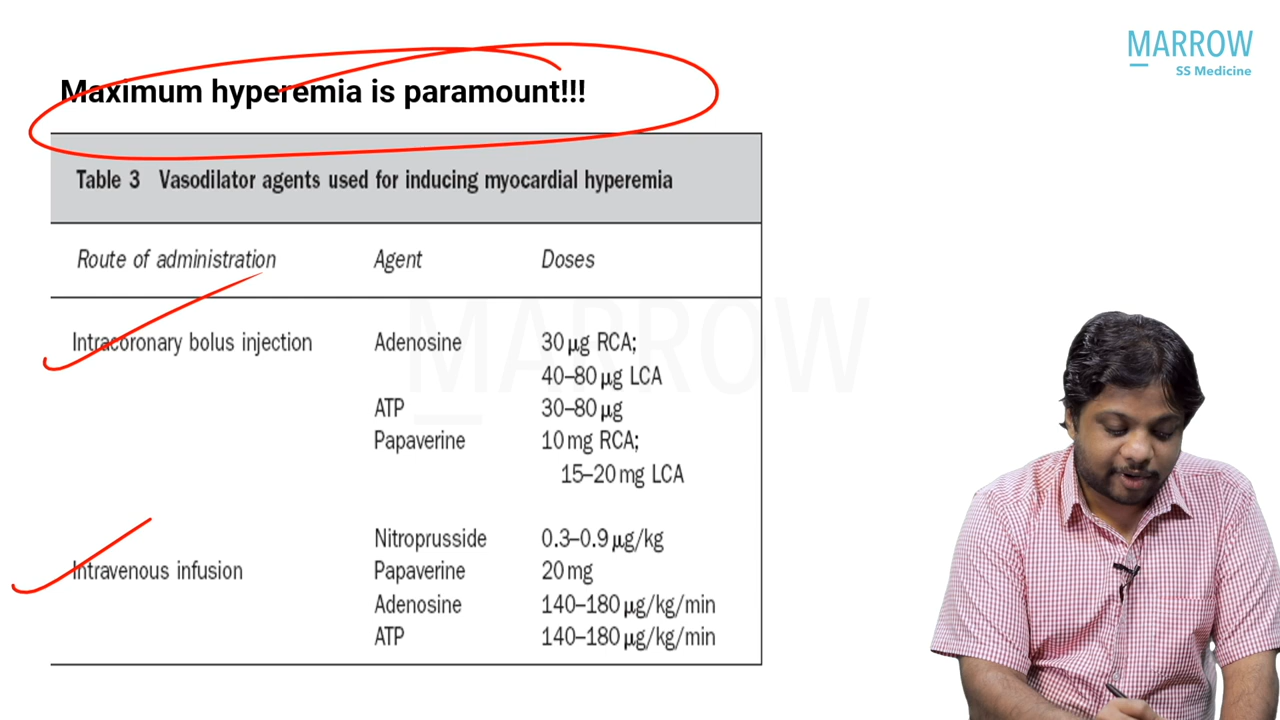 MARROW
SS Medicine
Maximum hyperemia is paramount!!!
Table 3 Vasodilator agents used for inducing myocardial hyperemia
Route of administration Agent Doses
Intracoronary bolus injection Adenosine 30 μg RCA;
40–80 μg LCA
ATP 30–80 μg
Papaverine 10 mg RCA;
15–20 mg LCA
Nitroprusside 0.3–0.9 μg/kg
Intravenous infusion Papaverine 20 mg
Adenosine 140–180 μg/kg/min
ATP 140–180 μg/kg/min
MARROW